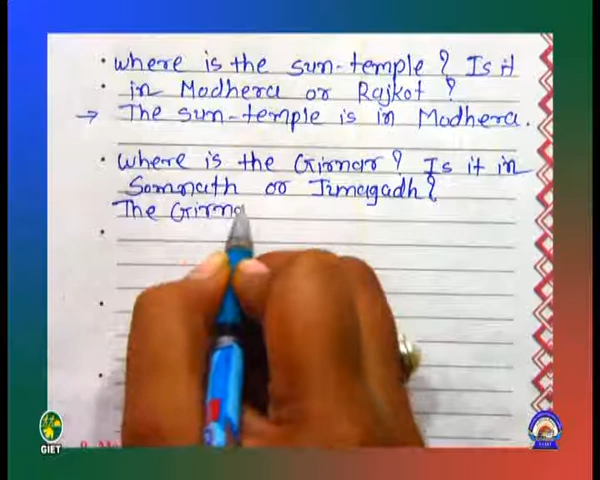 • Where is the sun-temple ? Is it
• in Modhera or Rajkot ?
→ The sun-temple is in Modhera.
• Where is the Girnar? Is it in
Somnath or Junagadh?
The Girna
GIET